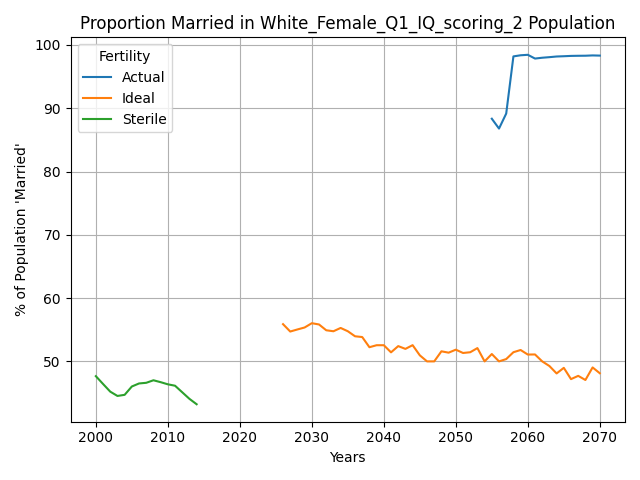 Proportion Married in White_Female_Q1_IQ_scoring_2 Population
% of Population 'Married'
100
90
80
70
60
50
Fertility
Actual
Ideal
Sterile
2000 2010 2020 2030 2040 2050 2060 2070
Years